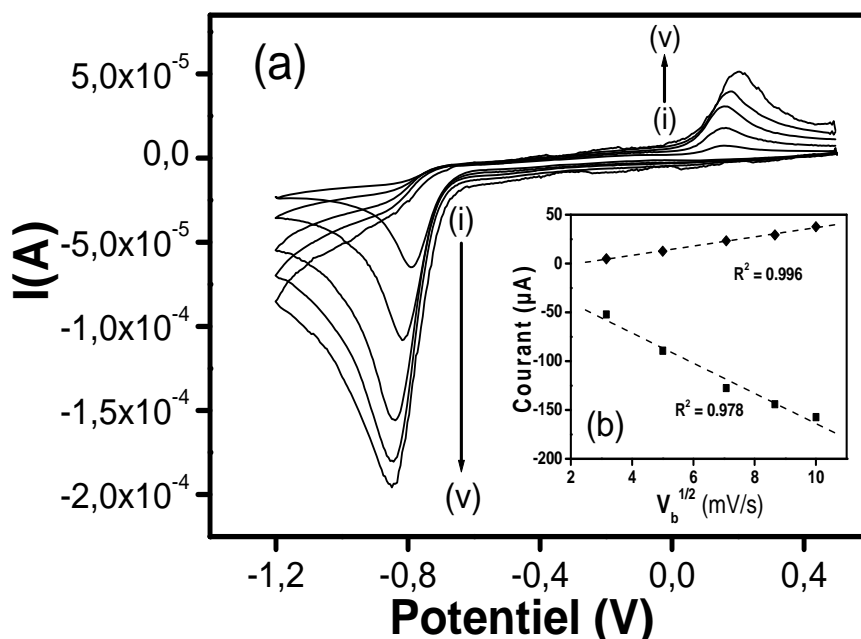 (a)
(v)
(i)
(i)
(v)
5,0x10⁻⁵
0,0
-5,0x10⁻⁵
-1,0x10⁻⁴
-1,5x10⁻⁴
-2,0x10⁻⁴
I(A)
-1,2 -0,8 -0,4 0,0 0,4
Potentiel (V)
50
0
-50
-100
-150
-200
Courant (µA)
R² = 0.996
R² = 0.978
(b)
2 4 6 8 10
V_b^1/2 (mV/s)